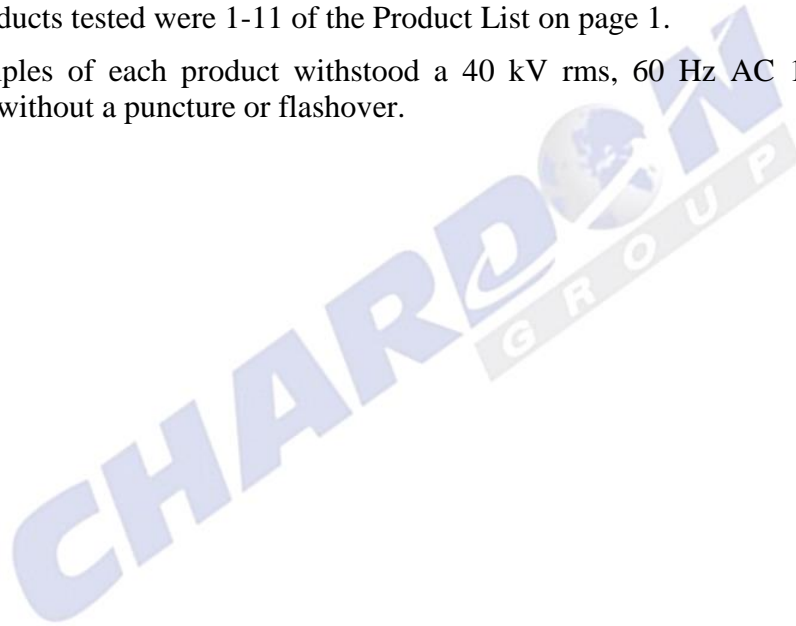 ducts tested were 1-11 of the Product List on page 1.
ples of each product withstood a 40 kV rms, 60 Hz AC 1
without a puncture or flashover.
CHARDON
GROUP